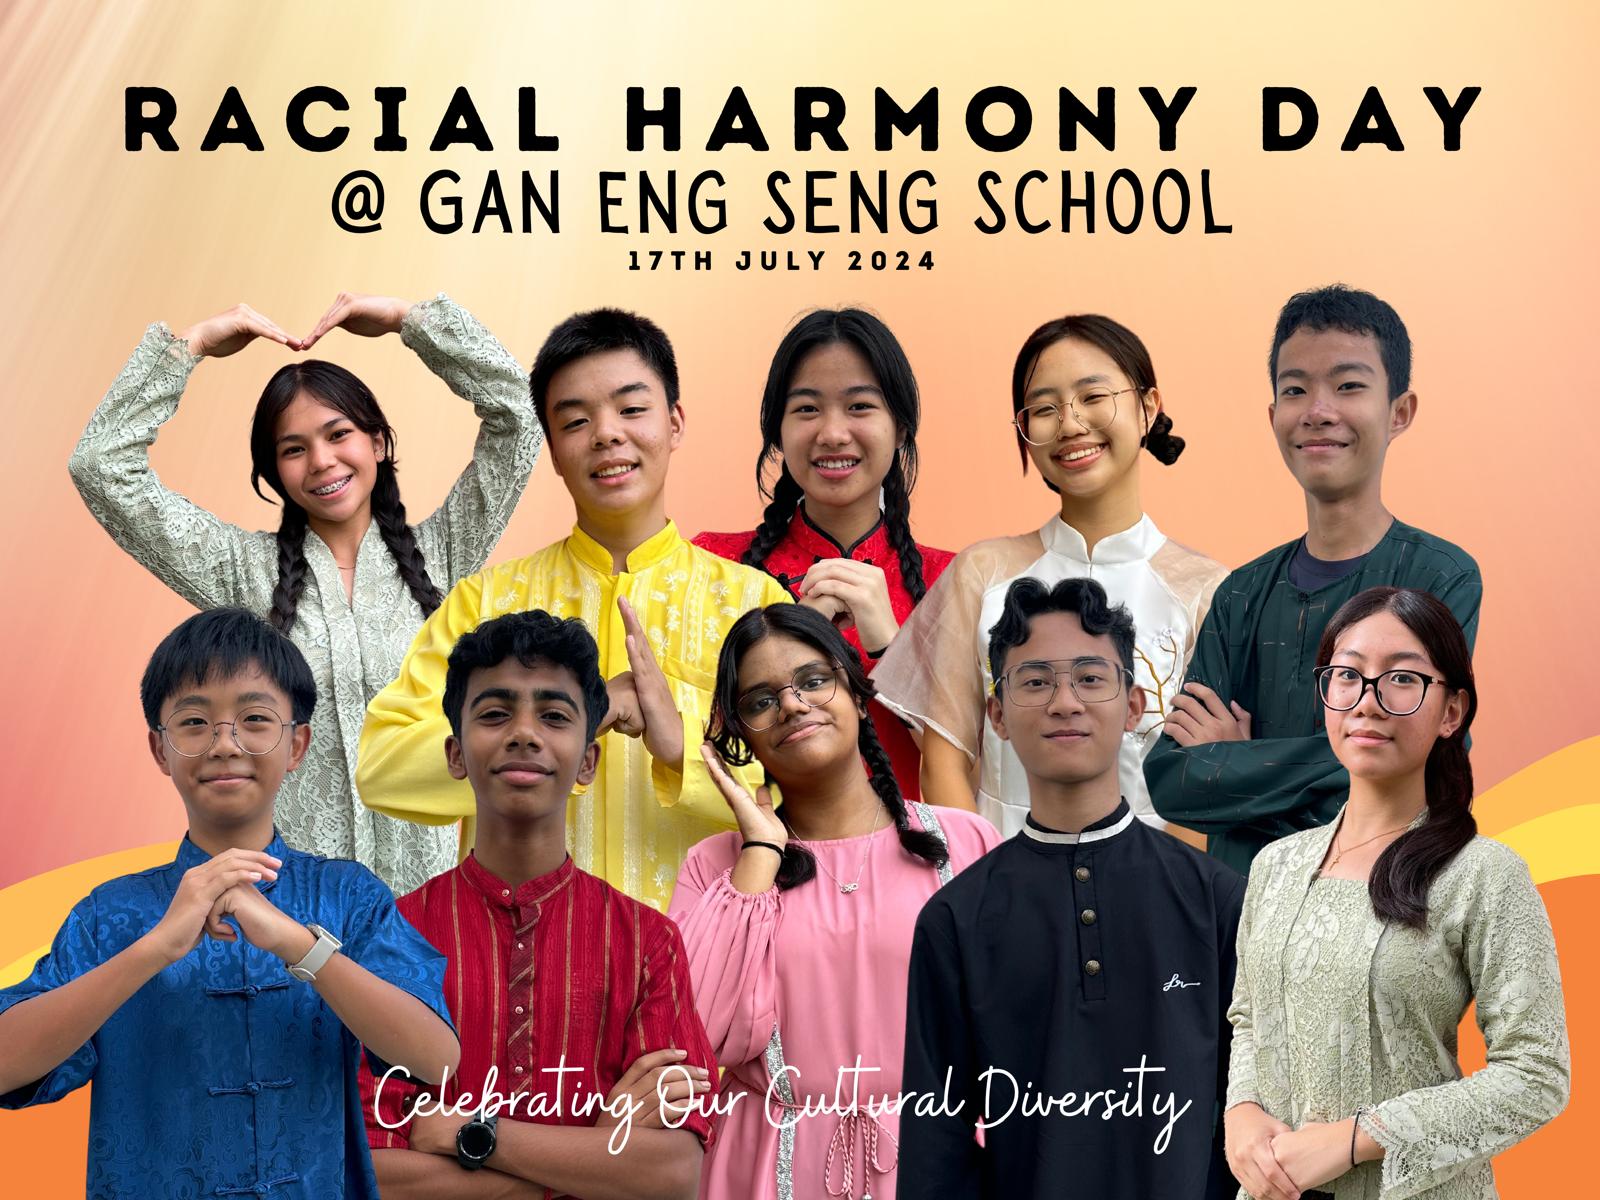 RACIAL HARMONY DAY
@ GAN ENG SENG SCHOOL
17TH JULY 2024
Celebrating Our Cultural Diversity